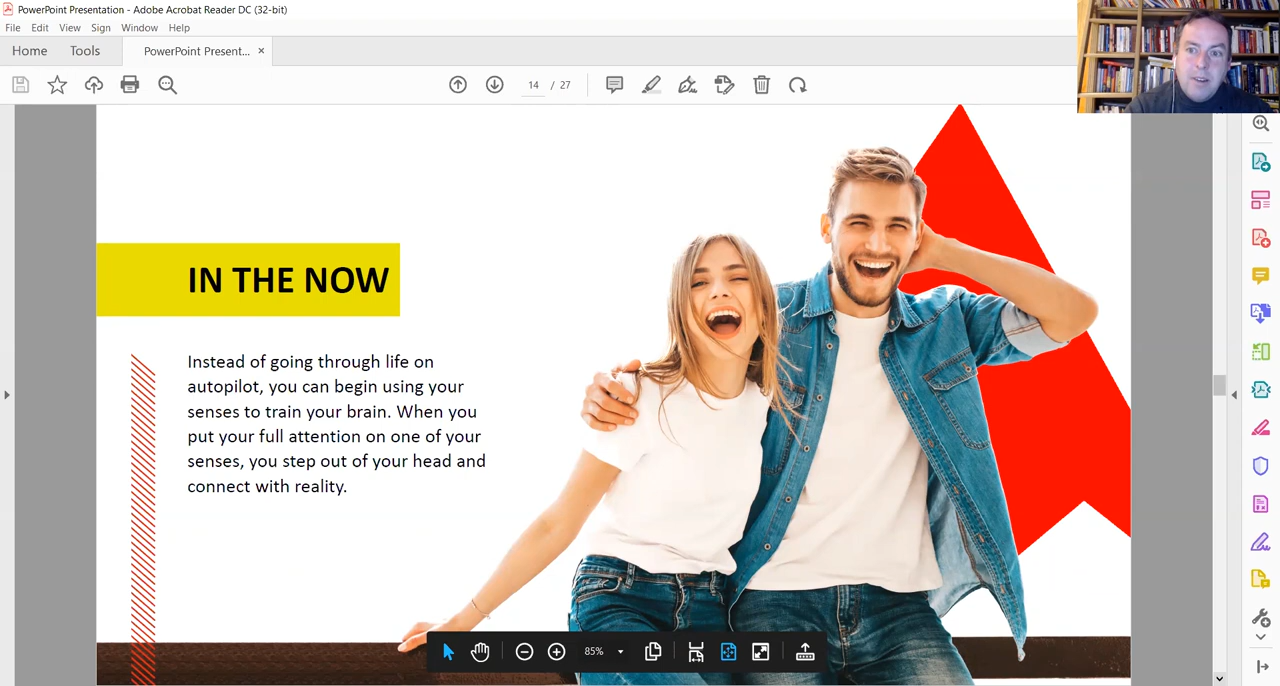 PowerPoint Presentation - Adobe Acrobat Reader DC (32-bit)
File Edit View Sign Window Help
Home Tools PowerPoint Present... ×
14 / 27
IN THE NOW
Instead of going through life on
autopilot, you can begin using your
senses to train your brain. When you
put your full attention on one of your
senses, you step out of your head and
connect with reality.
85%